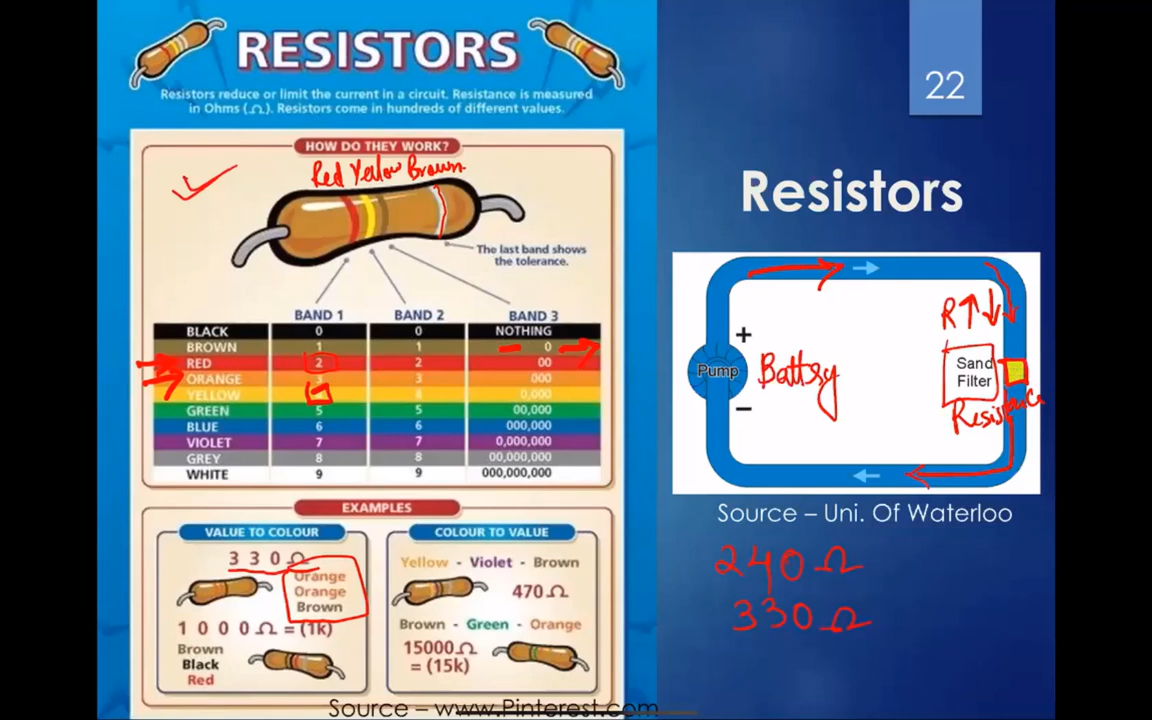 RESISTORS
Resistors reduce or limit the current in a circuit. Resistance is measured
in Ohms (Ω). Resistors come in hundreds of different values.
HOW DO THEY WORK?
Red Yellow Brown
The last band shows
the tolerance.
BAND 1 BAND 2 BAND 3
BLACK 0 0 NOTHING
BROWN 1 1 0
RED 2 2 00
ORANGE 3 3 000
YELLOW 4 0,000
GREEN 5 5 00,000
BLUE 6 6 000,000
VIOLET 7 7 0,000,000
GREY 8 8 00,000,000
WHITE 9 9 000,000,000
EXAMPLES
VALUE TO COLOUR
330Ω
Orange
Orange
Brown
1000Ω = (1k)
Brown
Black
Red
COLOUR TO VALUE
Yellow - Violet - Brown
470Ω
Brown - Green - Orange
15000Ω
= (15k)
Source – www.Pinterest.com
22
Resistors
R↑↓
+
Pump
Battery
–
Sand
Filter
Resistance
Source – Uni. Of Waterloo
240Ω
330Ω